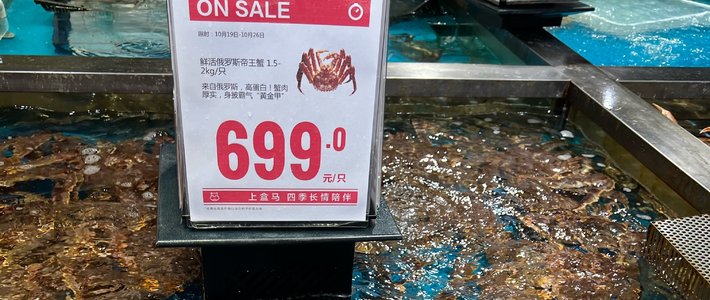 ON SALE
限时：10月19日-10月26日
鲜活俄罗斯帝王蟹 1.5-
2kg/只
来自俄罗斯，高蛋白！蟹肉
厚实，身披霸气“黄金甲”
699.0
元/只
上盒马 四季长情陪伴